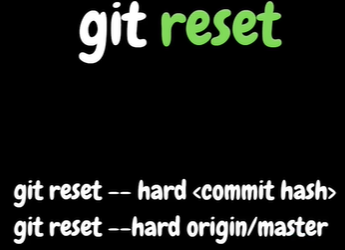 git reset
git reset -- hard <commit hash>
git reset --hard origin/master